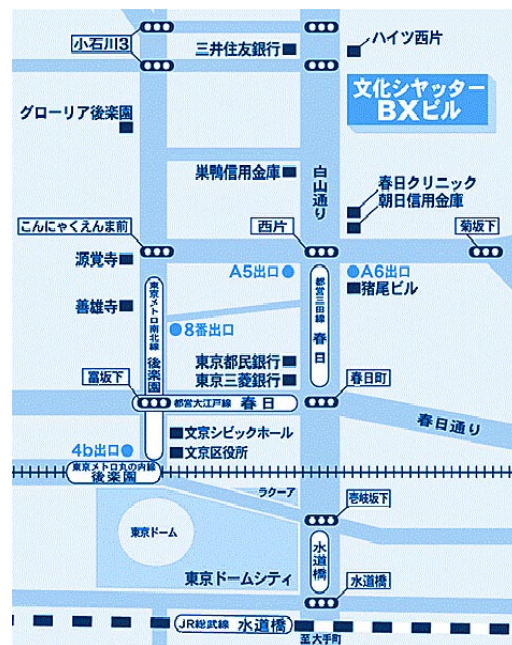 小石川3
三井住友銀行
ハイツ西片
文化シヤッター
BXビル
グローリア後楽園
巣鴨信用金庫
白山通り
春日クリニック
朝日信用金庫
こんにゃくえんま前
西片
菊坂下
源覚寺
A5出口
A6出口
猪尾ビル
善雄寺
東京メトロ南北線
後楽園
8番出口
都営三田線
春日
東京都民銀行
東京三菱銀行
富坂下
都営大江戸線 春日
春日町
春日通り
4b出口
文京シビックホール
文京区役所
東京メトロ丸の内線
後楽園
ラクーア
壱岐坂下
東京ドーム
水道橋
東京ドームシティ
水道橋
JR総武線 水道橋
至大手町